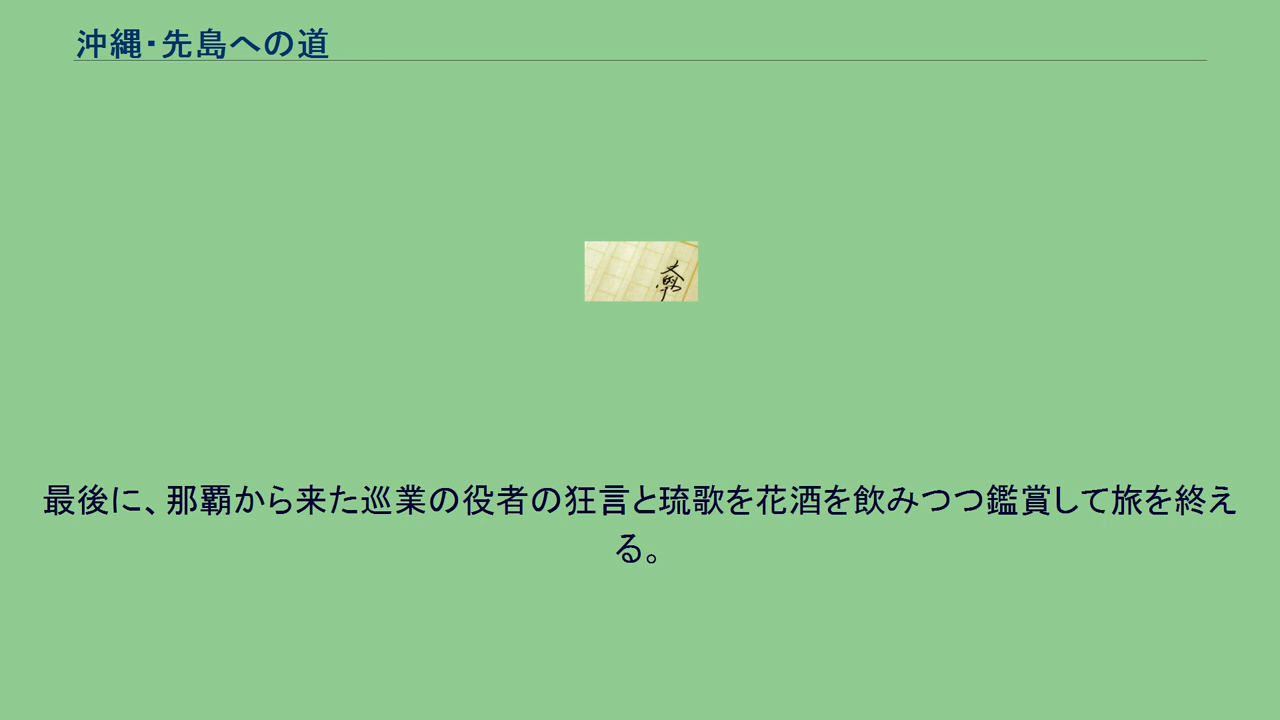 沖縄・先島への道
最後に、那覇から来た巡業の役者の狂言と琉歌を花酒を飲みつつ鑑賞して旅を終え
る。